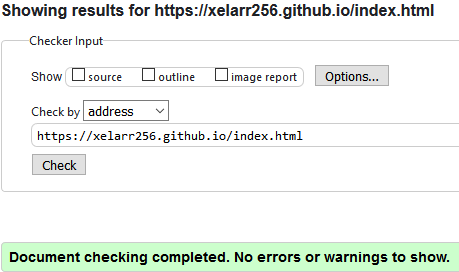 Showing results for https://xelarr256.github.io/index.html
Checker Input
Show source outline image report Options...
Check by address
https://xelarr256.github.io/index.html
Check
Document checking completed. No errors or warnings to show.